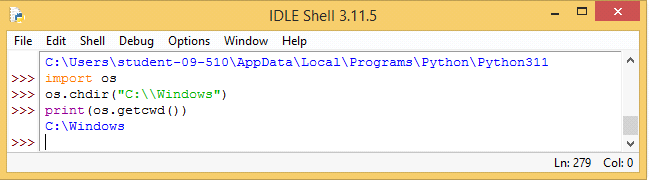 IDLE Shell 3.11.5
File Edit Shell Debug Options Window Help
C:\Users\student-09-510\AppData\Local\Programs\Python\Python311
>>> import os
>>> os.chdir("C:\\Windows")
>>> print(os.getcwd())
C:\Windows
>>>
Ln: 279 Col: 0